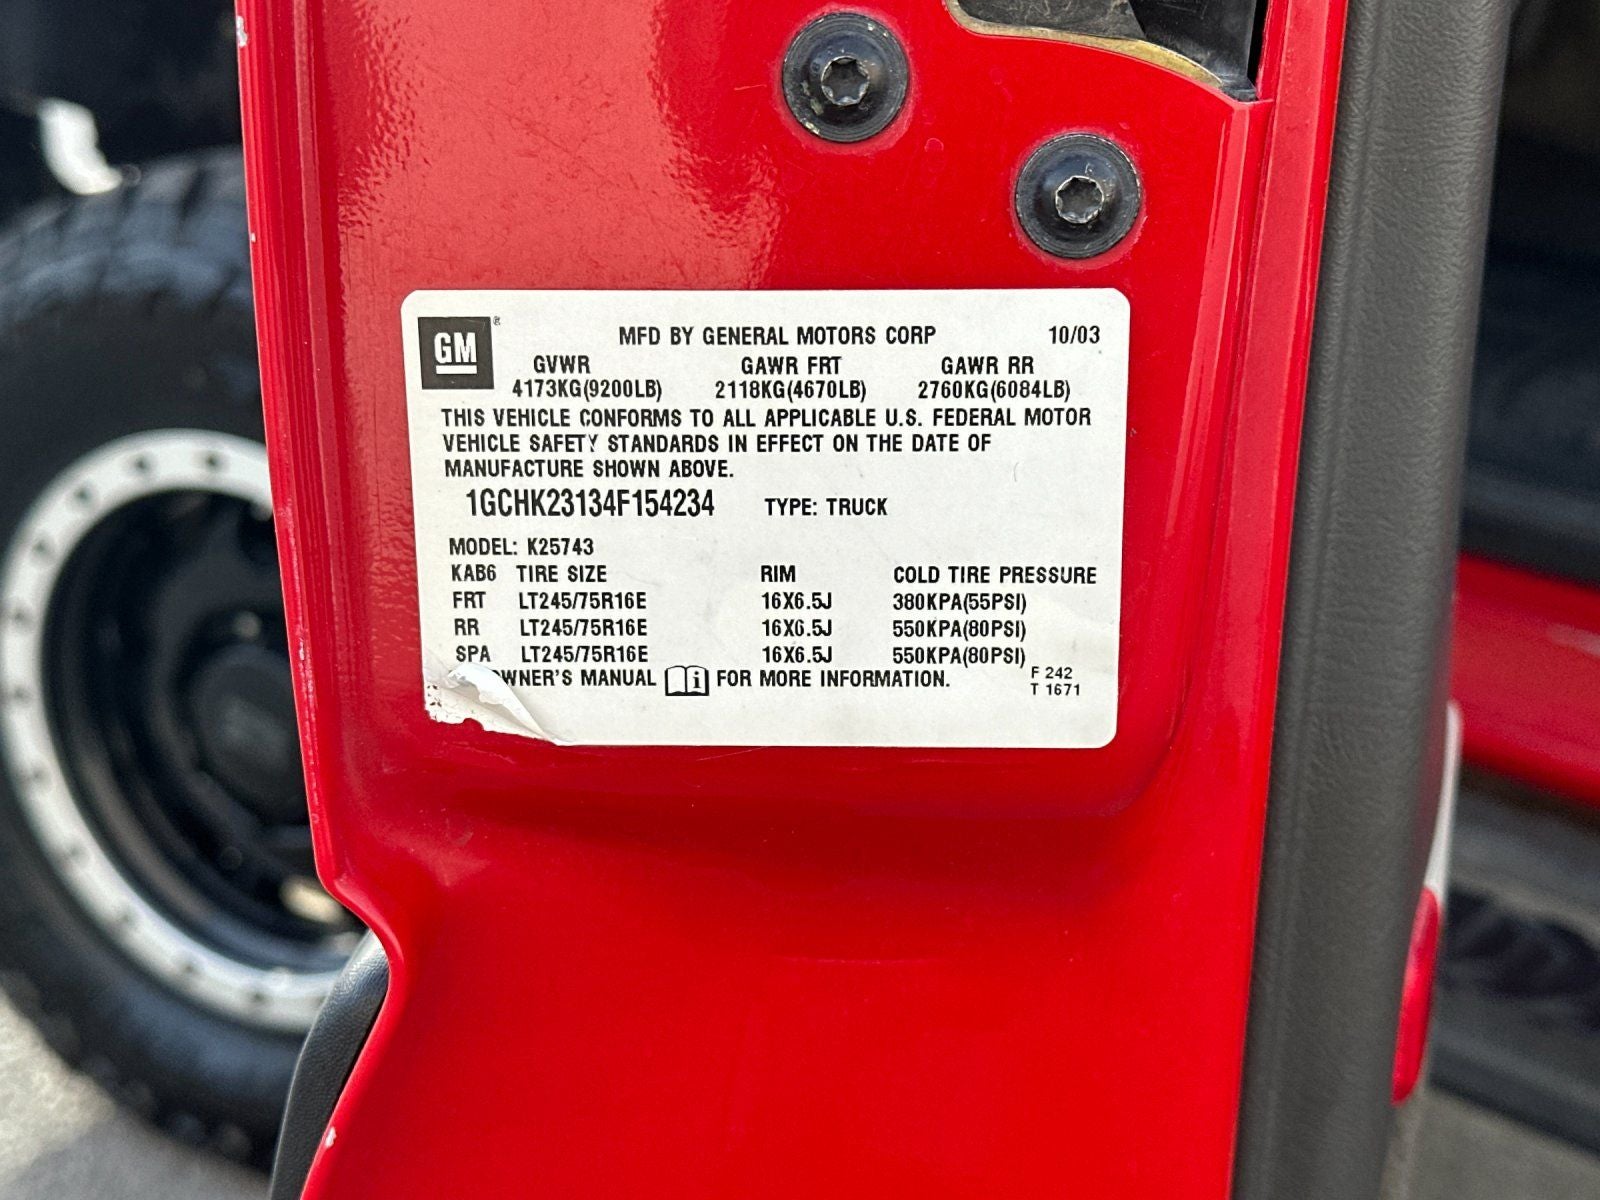 GM ®
MFD BY GENERAL MOTORS CORP 10/03
GVWR GAWR FRT GAWR RR
4173KG(9200LB) 2118KG(4670LB) 2760KG(6084LB)
THIS VEHICLE CONFORMS TO ALL APPLICABLE U.S. FEDERAL MOTOR
VEHICLE SAFETY STANDARDS IN EFFECT ON THE DATE OF
MANUFACTURE SHOWN ABOVE.
1GCHK23134F154234 TYPE: TRUCK
MODEL: K25743
KAB6 TIRE SIZE RIM COLD TIRE PRESSURE
FRT LT245/75R16E 16X6.5J 380KPA(55PSI)
RR LT245/75R16E 16X6.5J 550KPA(80PSI)
SPA LT245/75R16E 16X6.5J 550KPA(80PSI)
WNER'S MANUAL i FOR MORE INFORMATION.
F 242
T 1671